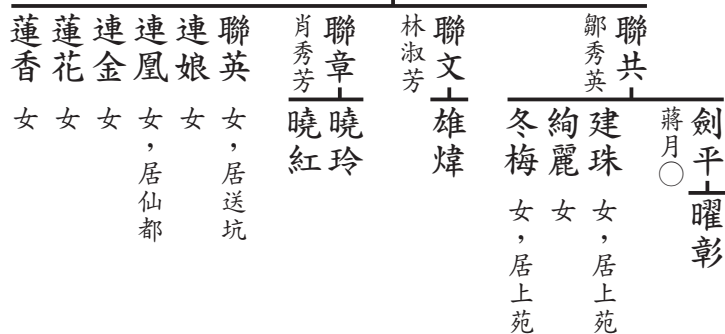 聯共
鄒秀英
劍平
蔣月〇
曜彰
建珠 女，居上苑
絢麗 女
冬梅 女，居上苑
聯文
林淑芳
雄煒
聯章
肖秀芳
曉玲
曉紅
聯英 女，居送坑
連娘 女
連凰 女，居仙都
連金 女
蓮花 女
蓮香 女